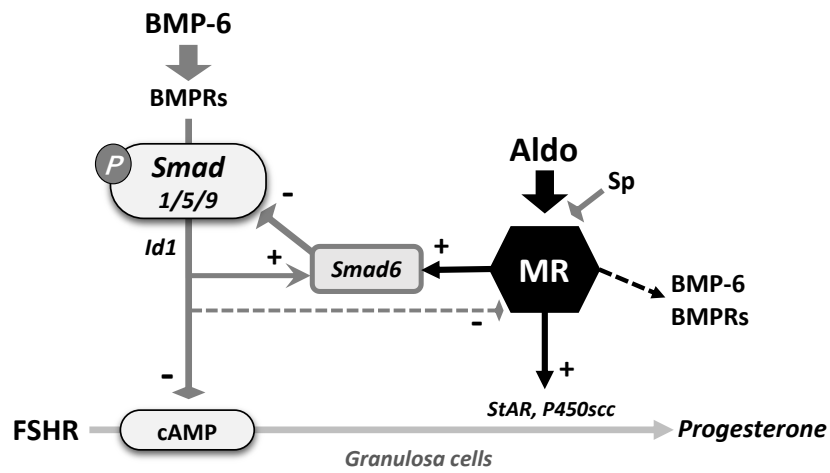 BMP-6
BMPRs
P
Smad
1/5/9
Aldo
Sp
-
Id1
+
Smad6
+
MR
BMP-6
BMPRs
-
-
+
StAR, P450scc
FSHR
cAMP
Progesterone
Granulosa cells